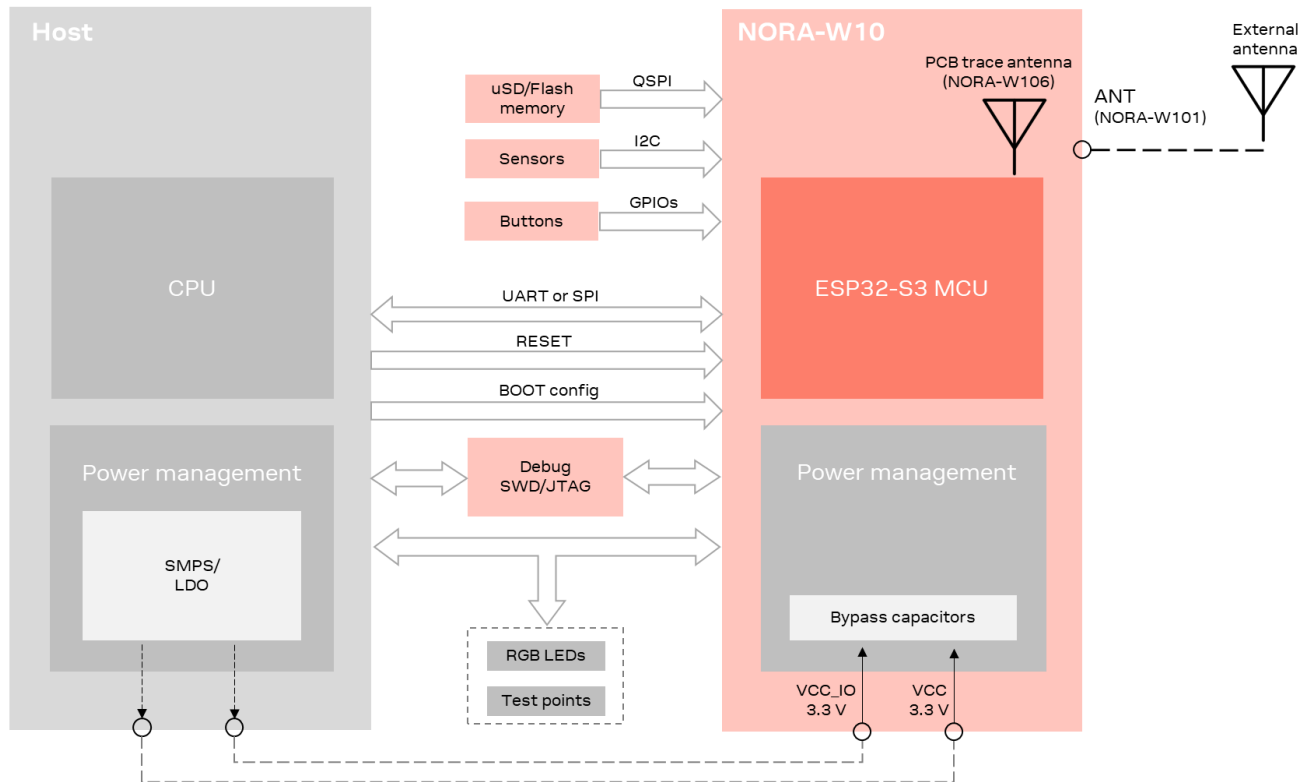 Host
NORA-W10
External
antenna
PCB trace antenna
(NORA-W106)
ANT
(NORA-W101)
uSD/Flash
memory
QSPI
Sensors
I2C
Buttons
GPIOs
CPU
ESP32-S3 MCU
UART or SPI
RESET
BOOT config
Power management
Debug
SWD/JTAG
Power management
SMPS/
LDO
Bypass capacitors
RGB LEDs
Test points
VCC_IO
3.3 V
VCC
3.3 V